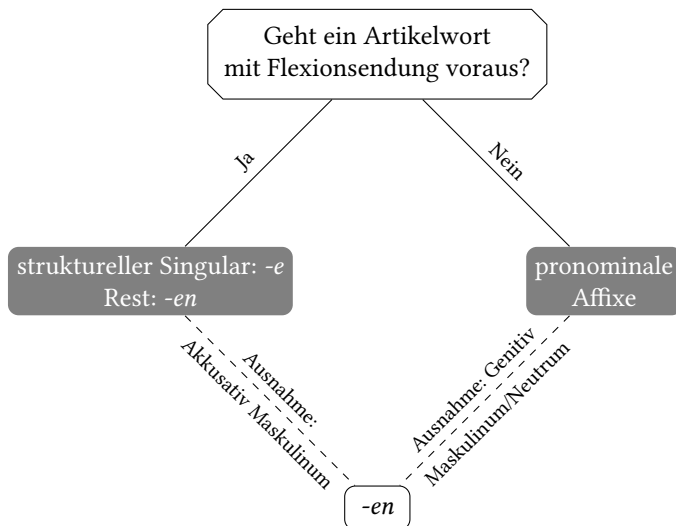 Geht ein Artikelwort
mit Flexionsendung voraus?
Ja
Nein
struktureller Singular: -e
Rest: -en
pronominale
Affixe
Ausnahme:
Akkusativ Maskulinum
Ausnahme: Genitiv
Maskulinum/Neutrum
-en